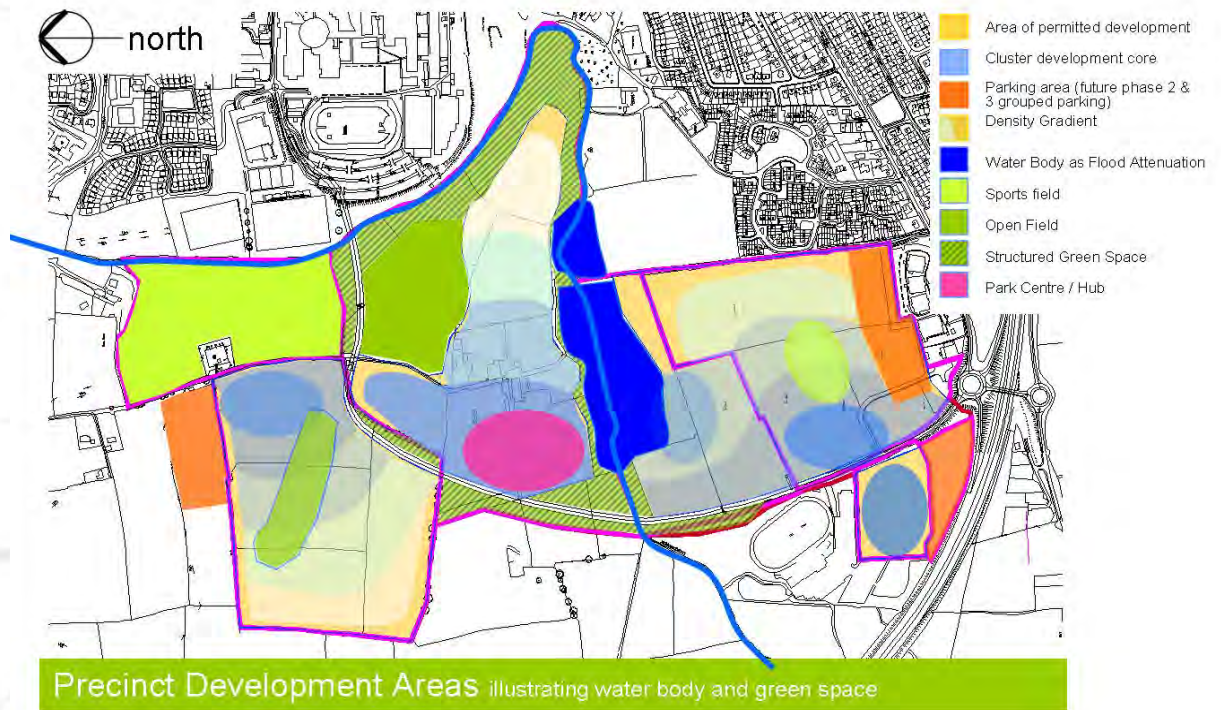 north
Area of permitted development
Cluster development core
Parking area (future phase 2 &
3 grouped parking)
Density Gradient
Water Body as Flood Attenuation
Sports field
Open Field
Structured Green Space
Park Centre / Hub
Precinct Development Areas illustrating water body and green space